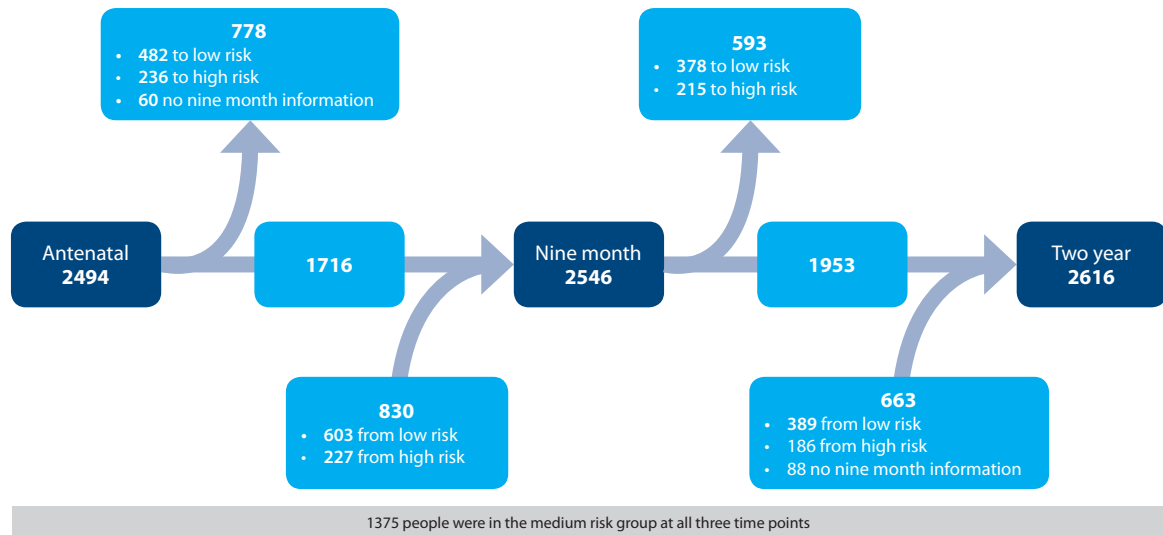 778
• 482 to low risk
• 236 to high risk
• 60 no nine month information
593
• 378 to low risk
• 215 to high risk
Antenatal
2494
1716
Nine month
2546
1953
Two year
2616
830
• 603 from low risk
• 227 from high risk
663
• 389 from low risk
• 186 from high risk
• 88 no nine month information
1375 people were in the medium risk group at all three time points